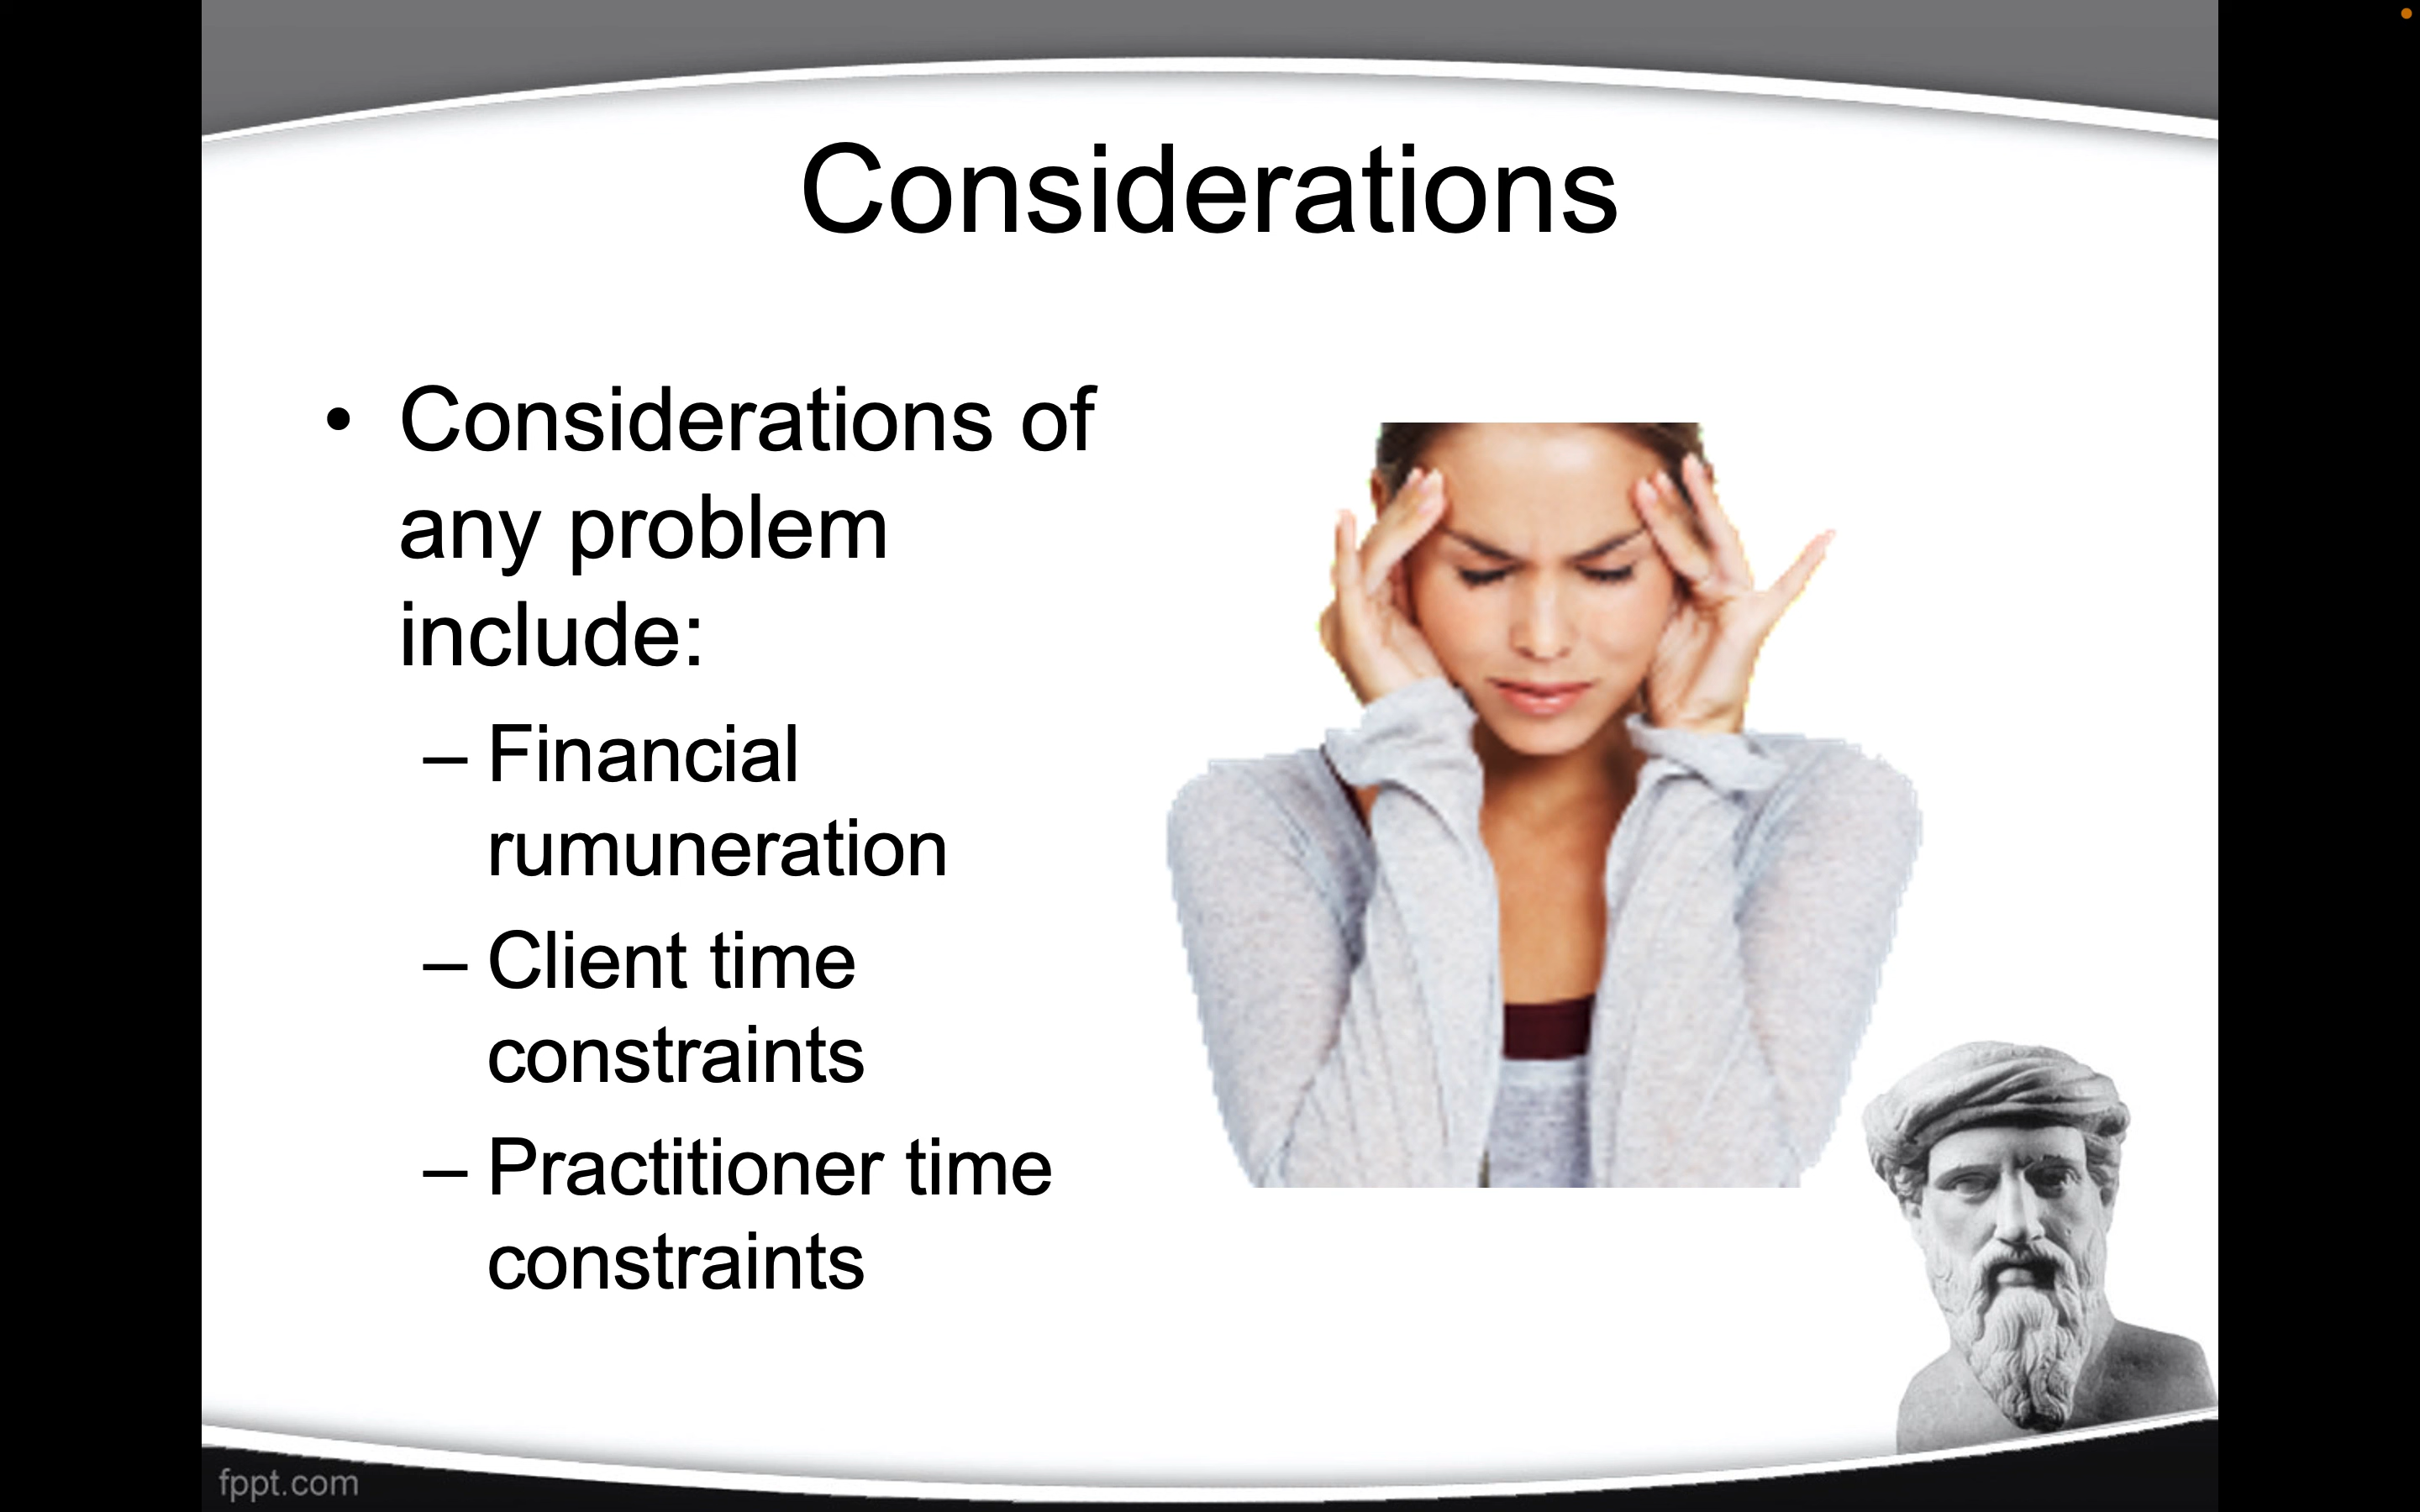 Considerations
• Considerations of
any problem
include:
– Financial
rumuneration
– Client time
constraints
– Practitioner time
constraints
fppt.com